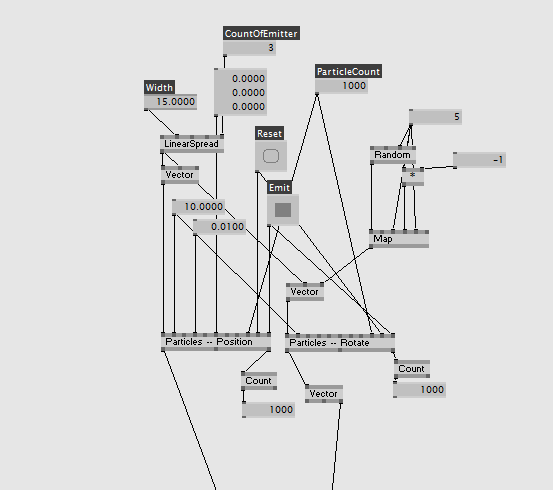 CountOfEmitter
3
ParticleCount
1000
Width
15.0000
0.0000
0.0000
0.0000
5
Reset
LinearSpread
Random
-1
*
Vector
Emit
10.0000
0.0100
Map
Vector
Particles -- Position
Particles -- Rotate
Count
Count
1000
Vector
1000